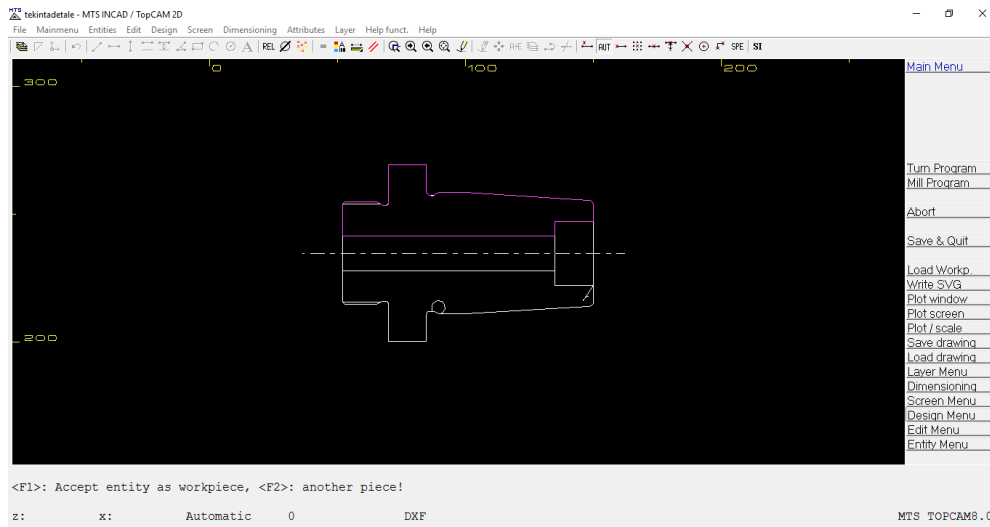 MTS tekintadetale - MTS INCAD / TopCAM 2D
File Mainmenu Entities Edit Design Screen Dimensioning Attributes Layer Help funct. Help
REL AUT SPE SI
0 100 200
300
200
Main Menu
Turn Program
Mill Program
Abort
Save & Quit
Load Workp.
Write SVG
Plot window
Plot screen
Plot / scale
Save drawing
Load drawing
Layer Menu
Dimensioning
Screen Menu
Design Menu
Edit Menu
Entity Menu
<F1>: Accept entity as workpiece, <F2>: another piece!
z: x: Automatic 0 DXF MTS TOPCAM8.0